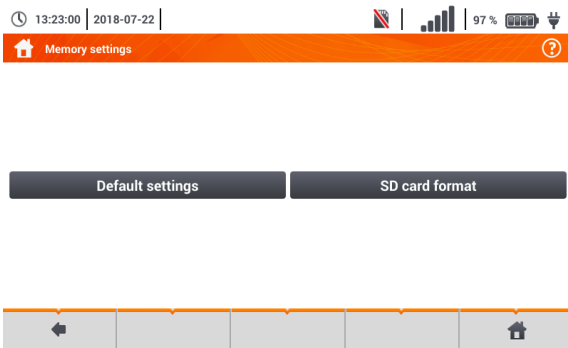 13:23:00 2018-07-22 97 %
Memory settings ?
Default settings SD card format